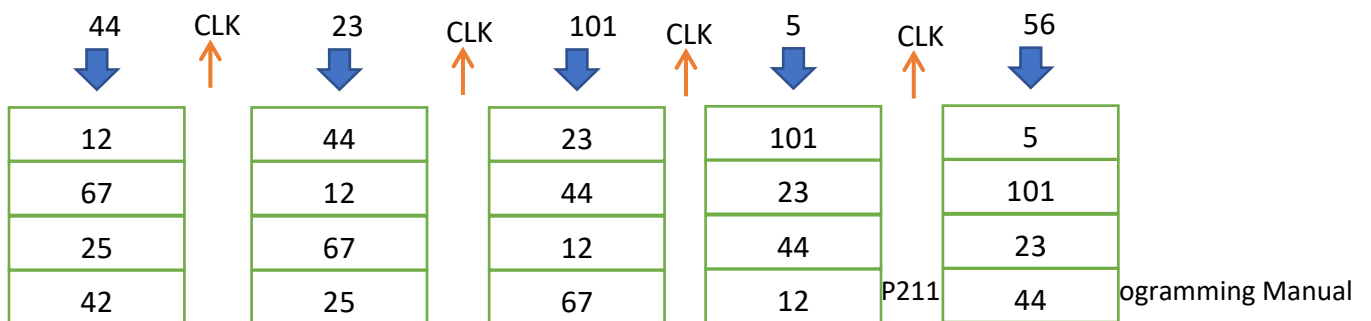 44 CLK 23 CLK 101 CLK 5 CLK 56
12 44 23 101 5
67 12 44 23 101
25 67 12 44 23
42 25 67 12 P211 44 ogramming Manual